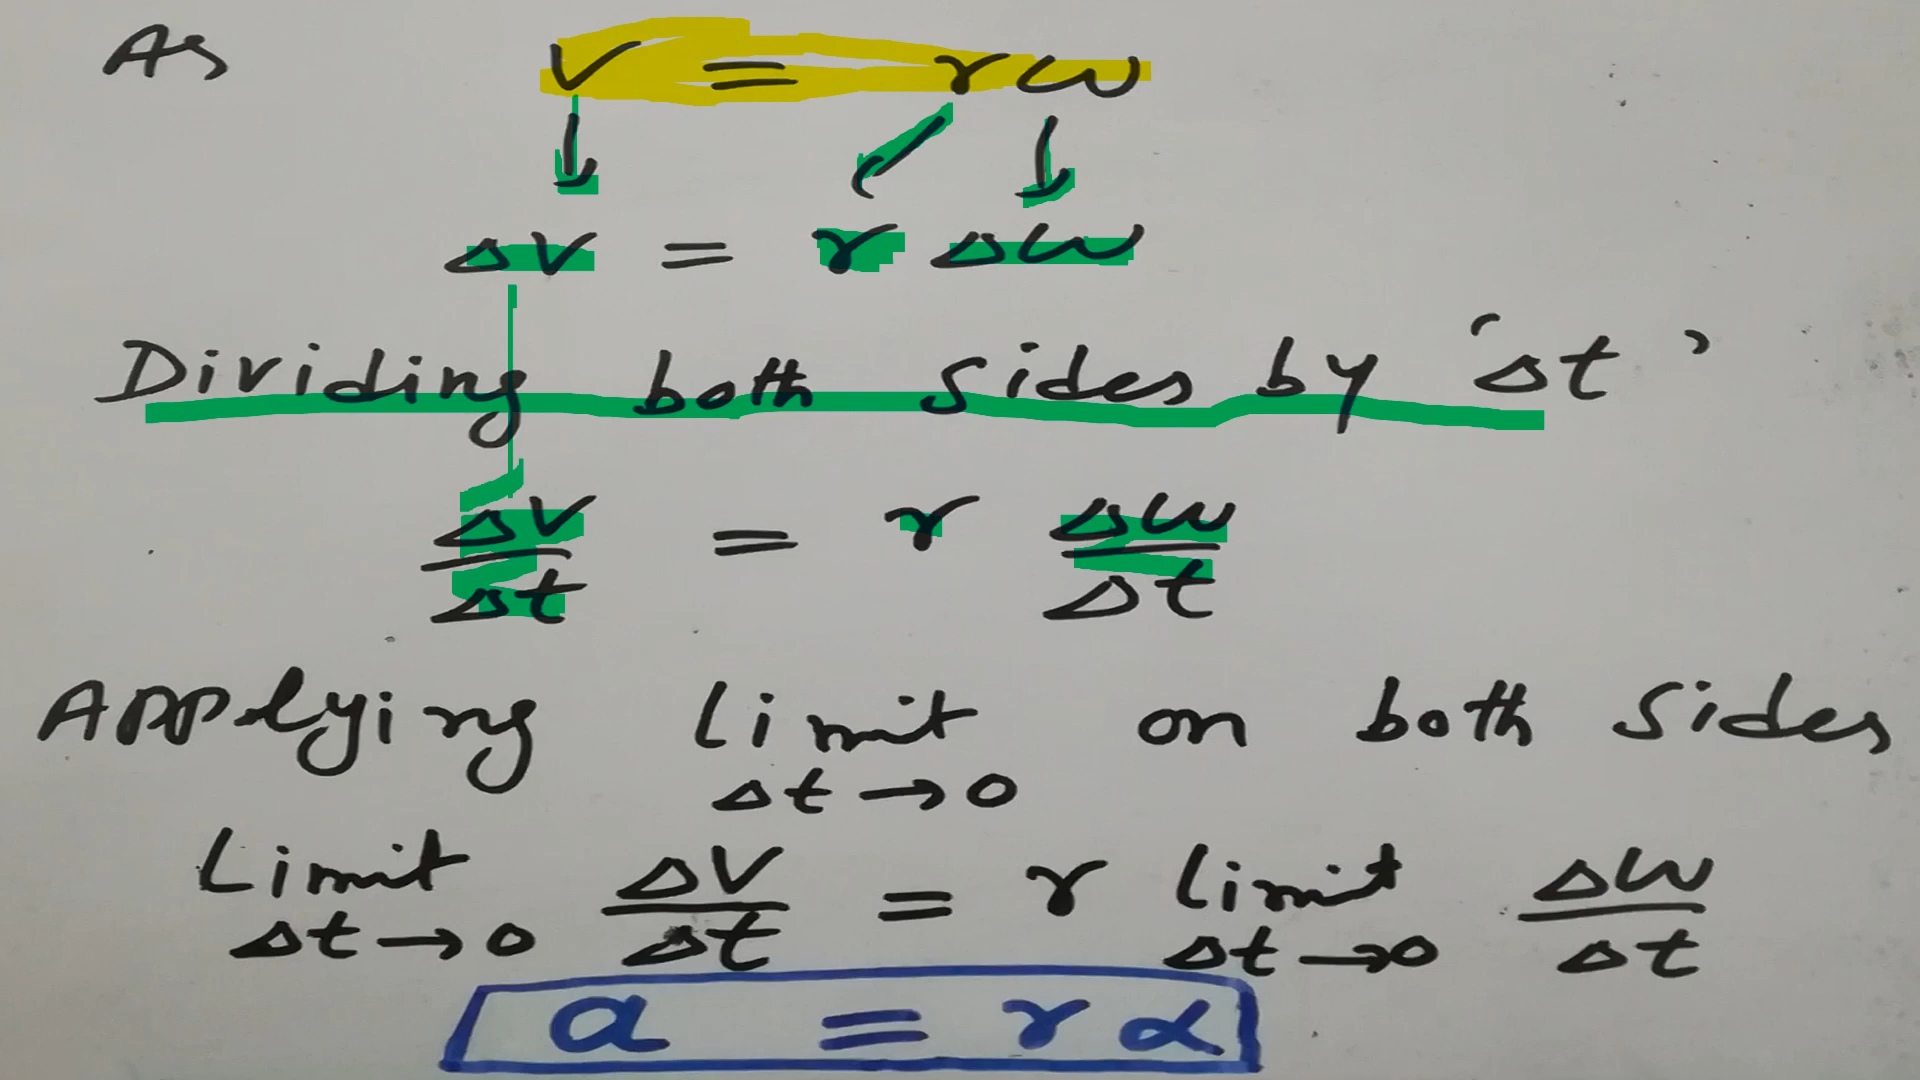 As v = rω
Δv = r Δω
Dividing both sides by 'Δt'
Δv/Δt = r Δω/Δt
Applying Limit on both sides
Δt→0
Limit Δv/Δt = r limit Δω/Δt
Δt→0 Δt→0
a = rα